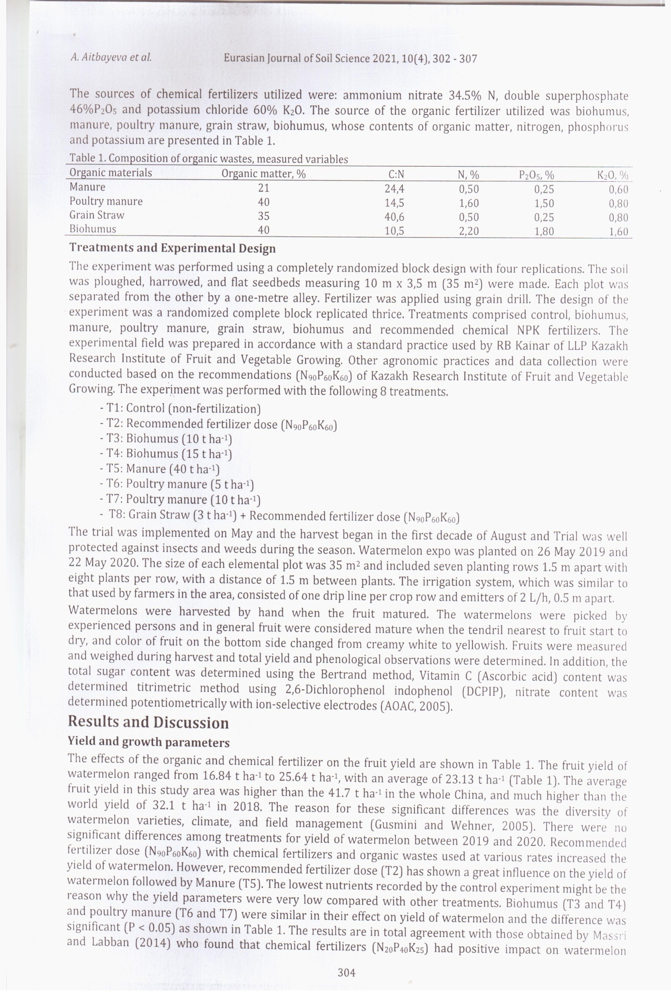 A. Aitbayeva et al. Eurasian Journal of Soil Science 2021, 10(4), 302 - 307
The sources of chemical fertilizers utilized were: ammonium nitrate 34.5% N, double superphosphate
46%P₂O₅ and potassium chloride 60% K₂O. The source of the organic fertilizer utilized was biohumus,
manure, poultry manure, grain straw, biohumus, whose contents of organic matter, nitrogen, phosphorus
and potassium are presented in Table 1.
Table 1. Composition of organic wastes, measured variables
Organic materials Organic matter, % C:N N, % P₂O₅, % K₂O, %
Manure 21 24,4 0,50 0,25 0,60
Poultry manure 40 14,5 1,60 1,50 0,80
Grain Straw 35 40,6 0,50 0,25 0,80
Biohumus 40 10,5 2,20 1,80 1,60
Treatments and Experimental Design
The experiment was performed using a completely randomized block design with four replications. The soil
was ploughed, harrowed, and flat seedbeds measuring 10 m x 3,5 m (35 m²) were made. Each plot was
separated from the other by a one-metre alley. Fertilizer was applied using grain drill. The design of the
experiment was a randomized complete block replicated thrice. Treatments comprised control, biohumus,
manure, poultry manure, grain straw, biohumus and recommended chemical NPK fertilizers. The
experimental field was prepared in accordance with a standard practice used by RB Kainar of LLP Kazakh
Research Institute of Fruit and Vegetable Growing. Other agronomic practices and data collection were
conducted based on the recommendations (N₉₀P₆₀K₆₀) of Kazakh Research Institute of Fruit and Vegetable
Growing. The experiment was performed with the following 8 treatments.
- T1: Control (non-fertilization)
- T2: Recommended fertilizer dose (N₉₀P₆₀K₆₀)
- T3: Biohumus (10 t ha⁻¹)
- T4: Biohumus (15 t ha⁻¹)
- T5: Manure (40 t ha⁻¹)
- T6: Poultry manure (5 t ha⁻¹)
- T7: Poultry manure (10 t ha⁻¹)
- T8: Grain Straw (3 t ha⁻¹) + Recommended fertilizer dose (N₉₀P₆₀K₆₀)
The trial was implemented on May and the harvest began in the first decade of August and Trial was well
protected against insects and weeds during the season. Watermelon expo was planted on 26 May 2019 and
22 May 2020. The size of each elemental plot was 35 m² and included seven planting rows 1.5 m apart with
eight plants per row, with a distance of 1.5 m between plants. The irrigation system, which was similar to
that used by farmers in the area, consisted of one drip line per crop row and emitters of 2 L/h, 0.5 m apart.
Watermelons were harvested by hand when the fruit matured. The watermelons were picked by
experienced persons and in general fruit were considered mature when the tendril nearest to fruit start to
dry, and color of fruit on the bottom side changed from creamy white to yellowish. Fruits were measured
and weighed during harvest and total yield and phenological observations were determined. In addition, the
total sugar content was determined using the Bertrand method, Vitamin C (Ascorbic acid) content was
determined titrimetric method using 2,6-Dichlorophenol indophenol (DCPIP), nitrate content was
determined potentiometrically with ion-selective electrodes (AOAC, 2005).
Results and Discussion
Yield and growth parameters
The effects of the organic and chemical fertilizer on the fruit yield are shown in Table 1. The fruit yield of
watermelon ranged from 16.84 t ha⁻¹ to 25.64 t ha⁻¹, with an average of 23.13 t ha⁻¹ (Table 1). The average
fruit yield in this study area was higher than the 41.7 t ha⁻¹ in the whole China, and much higher than the
world yield of 32.1 t ha⁻¹ in 2018. The reason for these significant differences was the diversity of
watermelon varieties, climate, and field management (Gusmini and Wehner, 2005). There were no
significant differences among treatments for yield of watermelon between 2019 and 2020. Recommended
fertilizer dose (N₉₀P₆₀K₆₀) with chemical fertilizers and organic wastes used at various rates increased the
yield of watermelon. However, recommended fertilizer dose (T2) has shown a great influence on the yield of
watermelon followed by Manure (T5). The lowest nutrients recorded by the control experiment might be the
reason why the yield parameters were very low compared with other treatments. Biohumus (T3 and T4)
and poultry manure (T6 and T7) were similar in their effect on yield of watermelon and the difference was
significant (P < 0.05) as shown in Table 1. The results are in total agreement with those obtained by Massri
and Labban (2014) who found that chemical fertilizers (N₂₀P₄₀K₂₅) had positive impact on watermelon
304